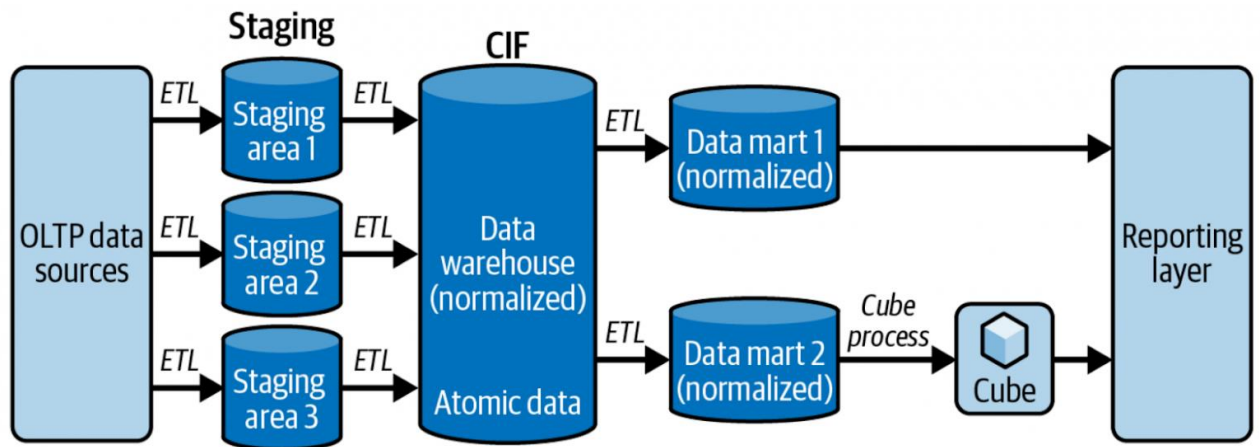 Staging
CIF
OLTP data
sources
ETL
ETL
ETL
Staging
area 1
Staging
area 2
Staging
area 3
ETL
ETL
ETL
Data
warehouse
(normalized)
Atomic data
ETL
ETL
Data mart 1
(normalized)
Data mart 2
(normalized)
Cube
process
Cube
Reporting
layer